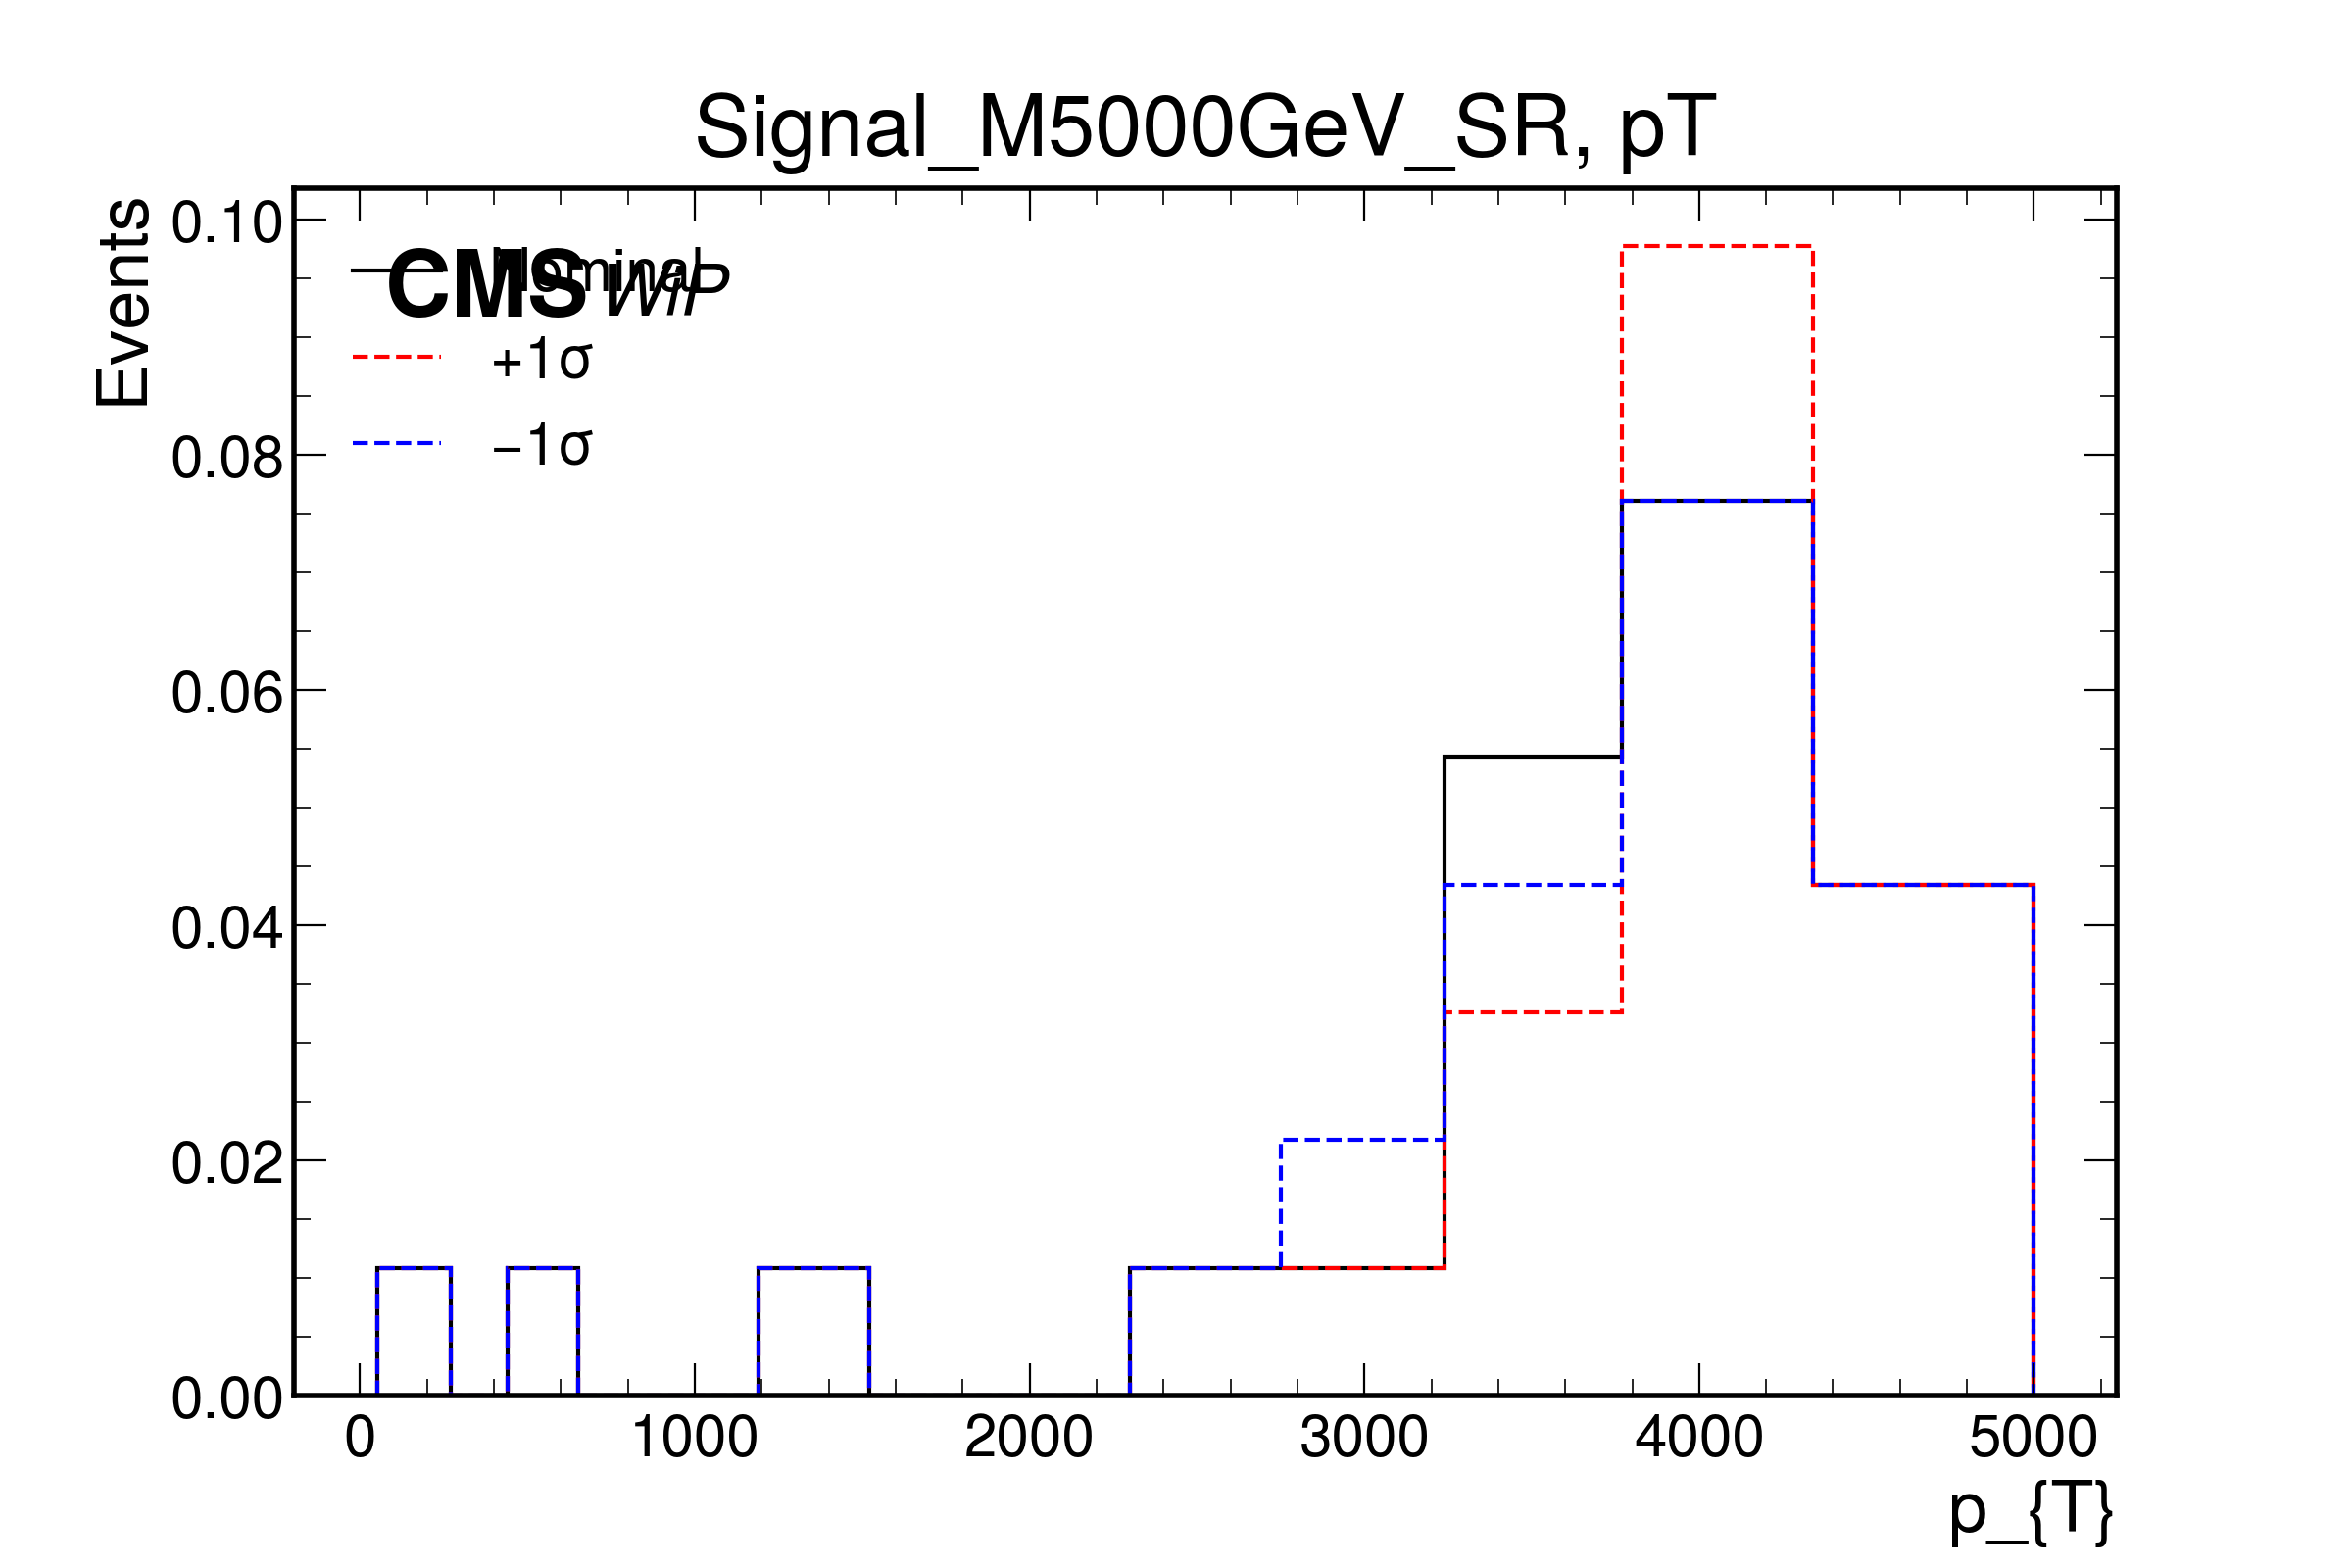 Signal_M5000GeV_SR, pT
Events
0.10
0.08
0.06
0.04
0.02
0.00
CMS WiP
Nominal
+1σ
−1σ
0 1000 2000 3000 4000 5000
p_{T}